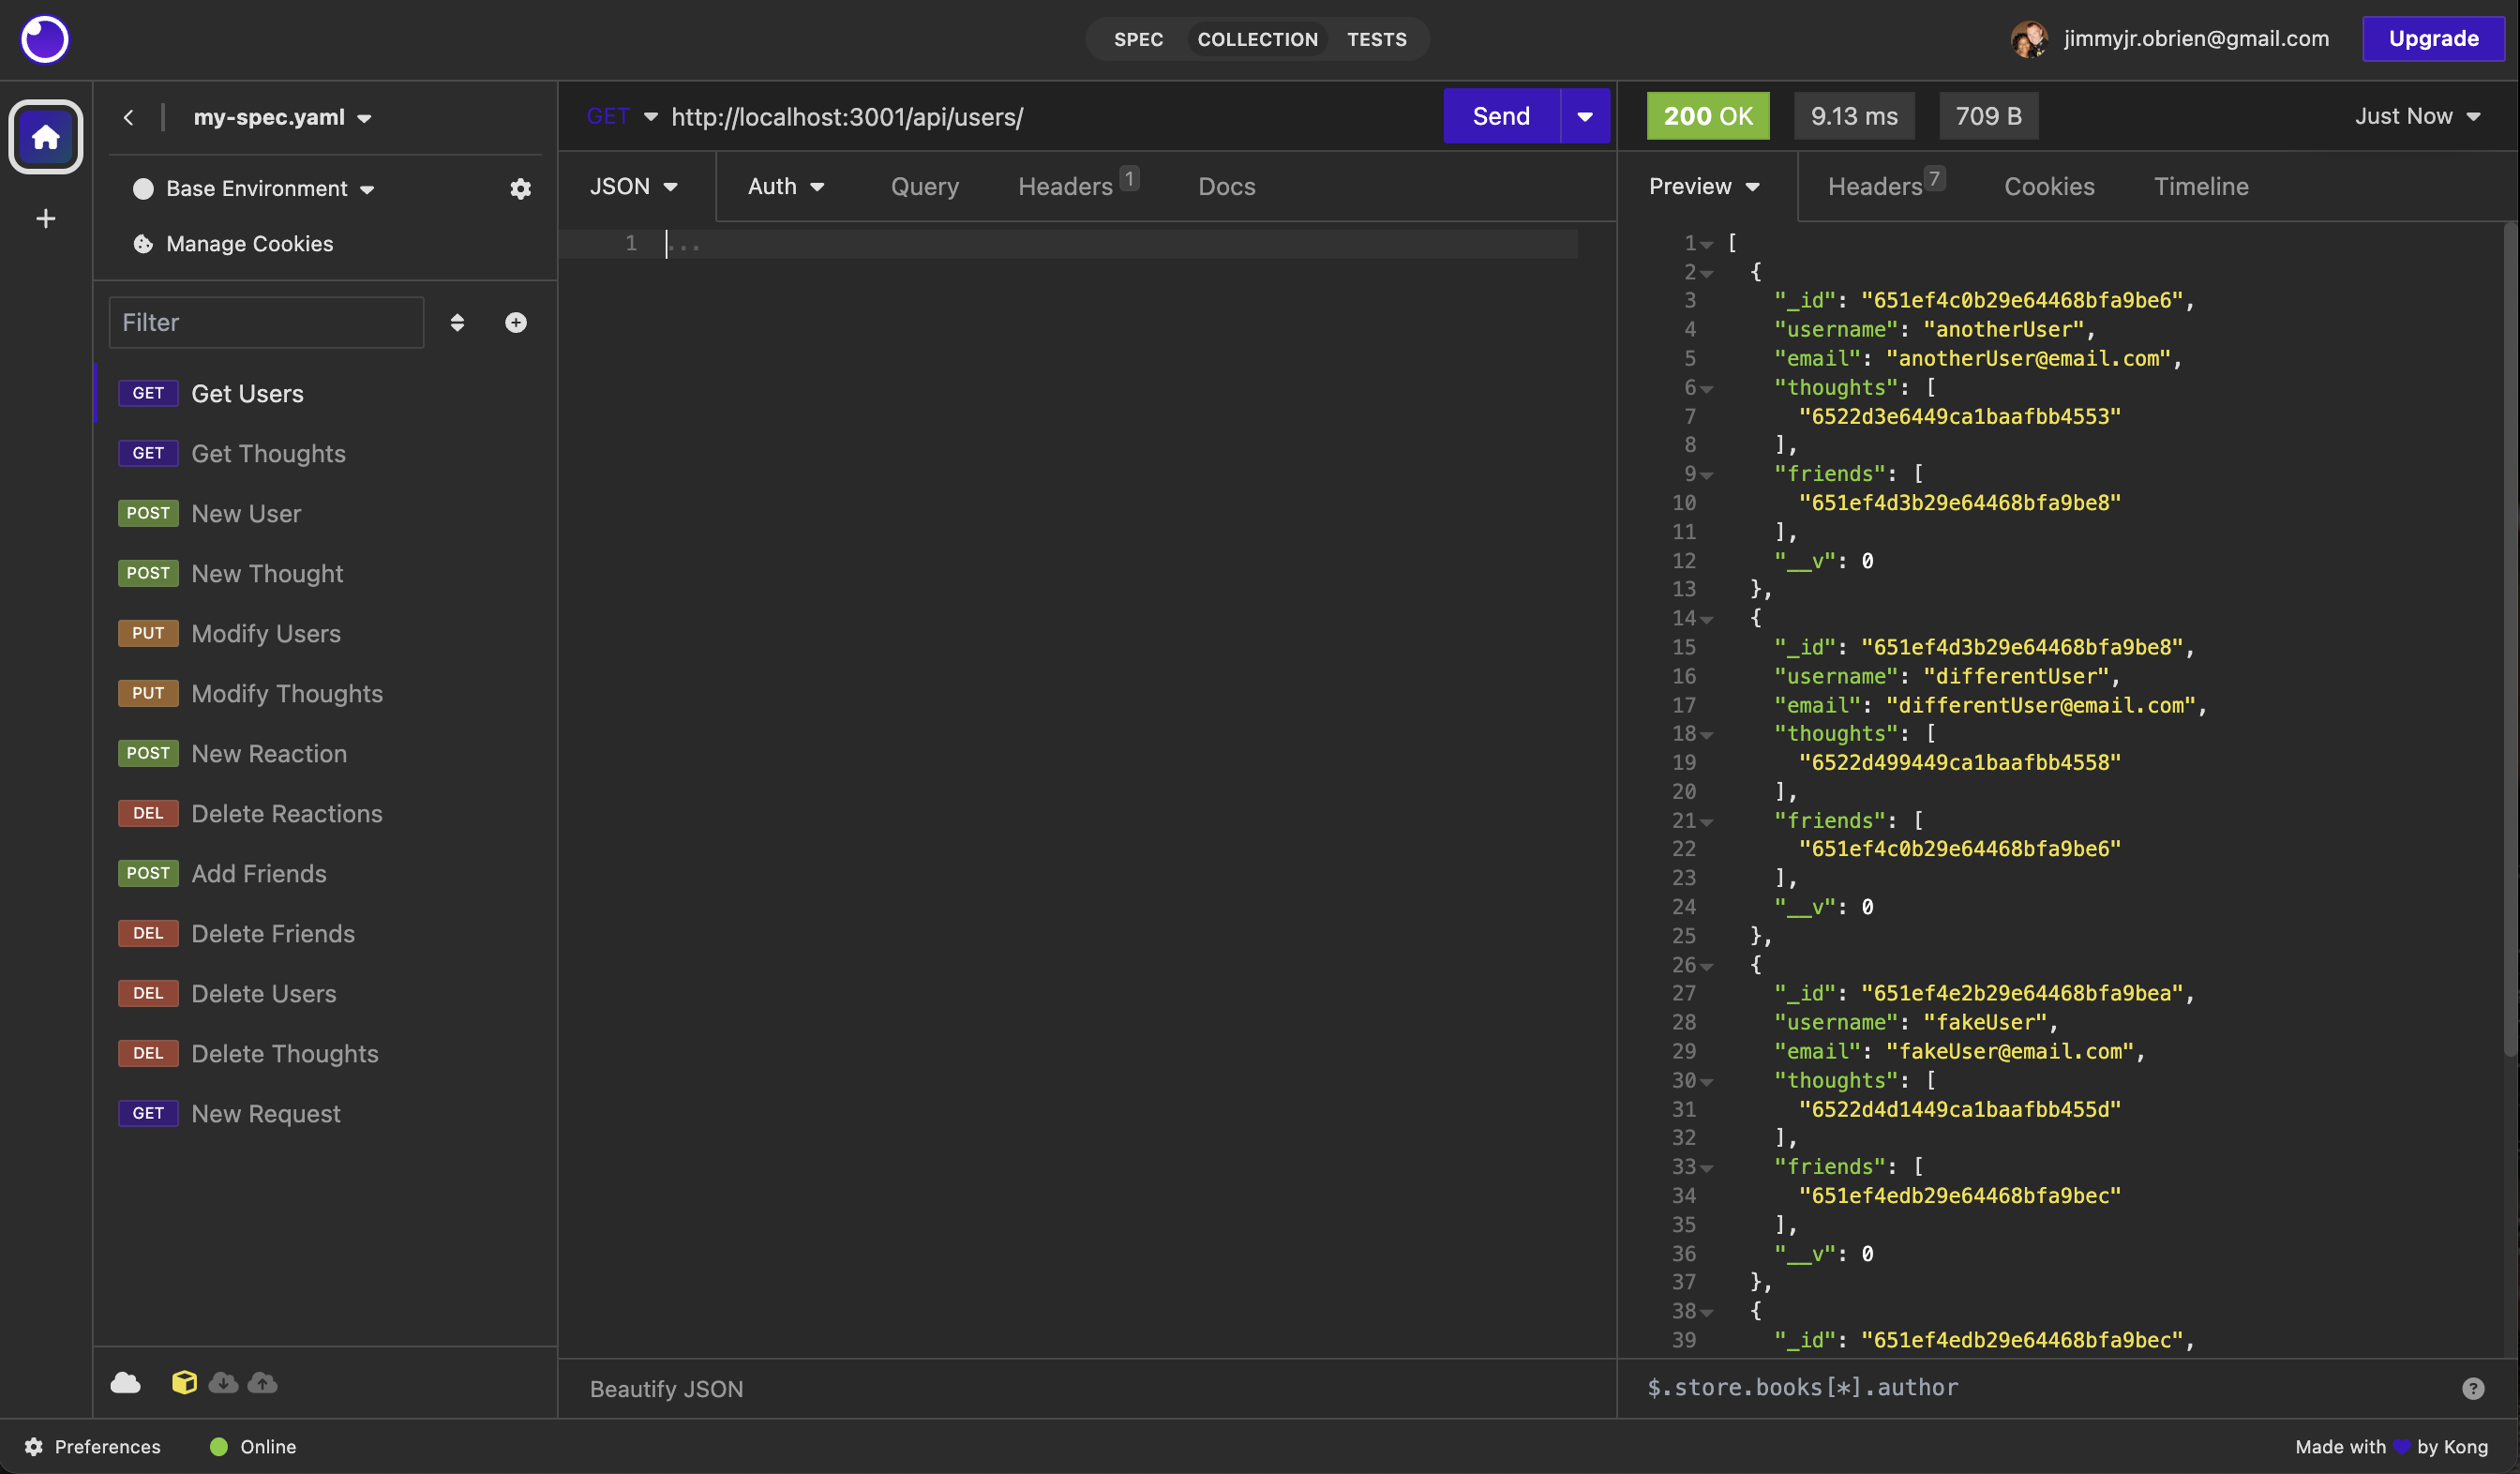 SPEC COLLECTION TESTS
jimmyjr.obrien@gmail.com
Upgrade
my-spec.yaml
Base Environment
Manage Cookies
Filter
GET Get Users
GET Get Thoughts
POST New User
POST New Thought
PUT Modify Users
PUT Modify Thoughts
POST New Reaction
DEL Delete Reactions
POST Add Friends
DEL Delete Friends
DEL Delete Users
DEL Delete Thoughts
GET New Request
GET http://localhost:3001/api/users/
Send
JSON Auth Query Headers 1 Docs
1 ...
Beautify JSON
200 OK 9.13 ms 709 B Just Now
Preview Headers 7 Cookies Timeline
1 [
2 {
3 "_id": "651ef4c0b29e64468bfa9be6",
4 "username": "anotherUser",
5 "email": "anotherUser@email.com",
6 "thoughts": [
7 "6522d3e6449ca1baafbb4553"
8 ],
9 "friends": [
10 "651ef4d3b29e64468bfa9be8"
11 ],
12 "__v": 0
13 },
14 {
15 "_id": "651ef4d3b29e64468bfa9be8",
16 "username": "differentUser",
17 "email": "differentUser@email.com",
18 "thoughts": [
19 "6522d499449ca1baafbb4558"
20 ],
21 "friends": [
22 "651ef4c0b29e64468bfa9be6"
23 ],
24 "__v": 0
25 },
26 {
27 "_id": "651ef4e2b29e64468bfa9bea",
28 "username": "fakeUser",
29 "email": "fakeUser@email.com",
30 "thoughts": [
31 "6522d4d1449ca1baafbb455d"
32 ],
33 "friends": [
34 "651ef4edb29e64468bfa9bec"
35 ],
36 "__v": 0
37 },
38 {
39 "_id": "651ef4edb29e64468bfa9bec",
$.store.books[*].author
Preferences
Online
Made with by Kong